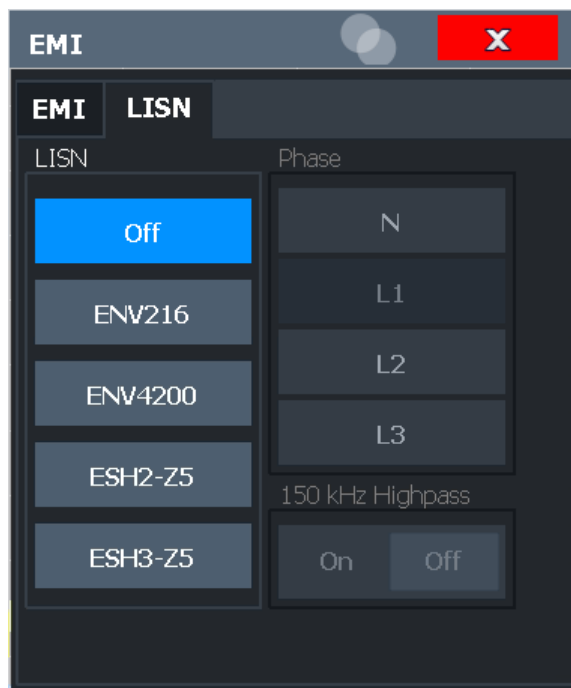 EMI
X
EMI LISN
LISN
Off
ENV216
ENV4200
ESH2-Z5
ESH3-Z5
Phase
N
L1
L2
L3
150 kHz Highpass
On Off